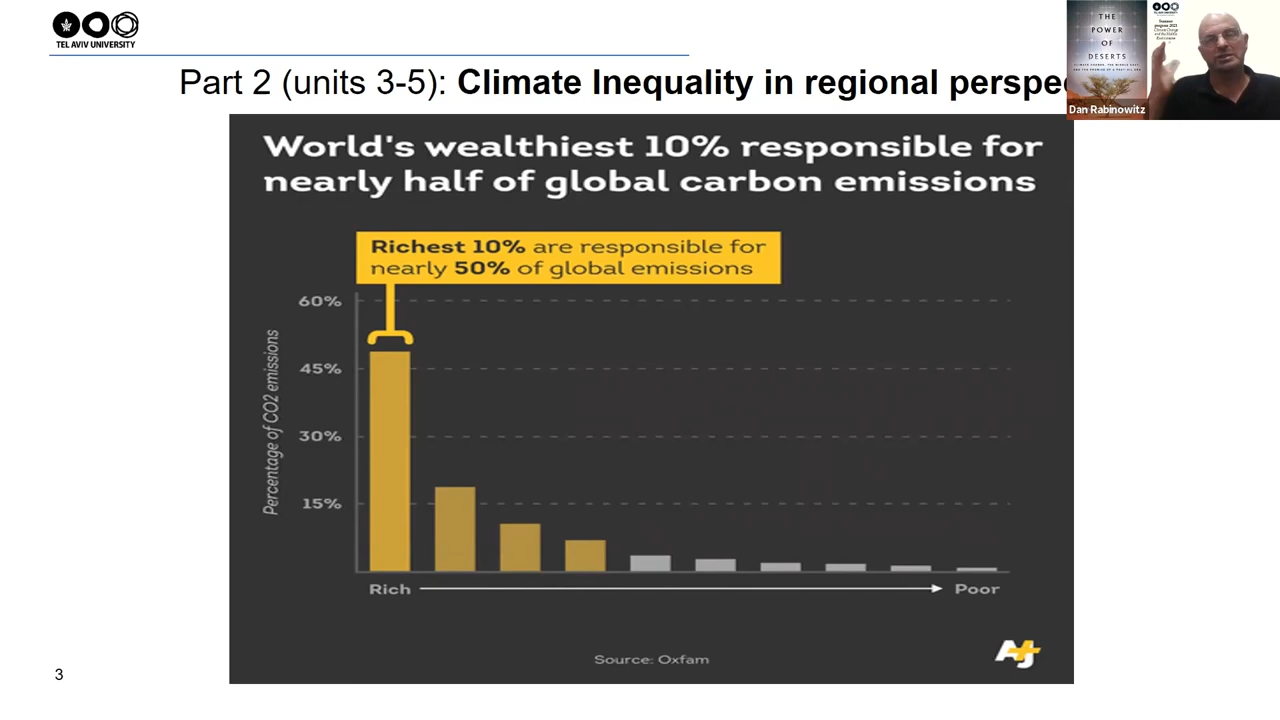 TEL AVIV UNIVERSITY
Part 2 (units 3-5): Climate Inequality in regional
THE
POWER
OF
DESERTS
Dan Rabinowitz
World's wealthiest 10% responsible for
nearly half of global carbon emissions
Richest 10% are responsible for
nearly 50% of global emissions
60%
45%
30%
15%
Percentage of CO2 emissions
Rich
Poor
Source: Oxfam
AJ+
3